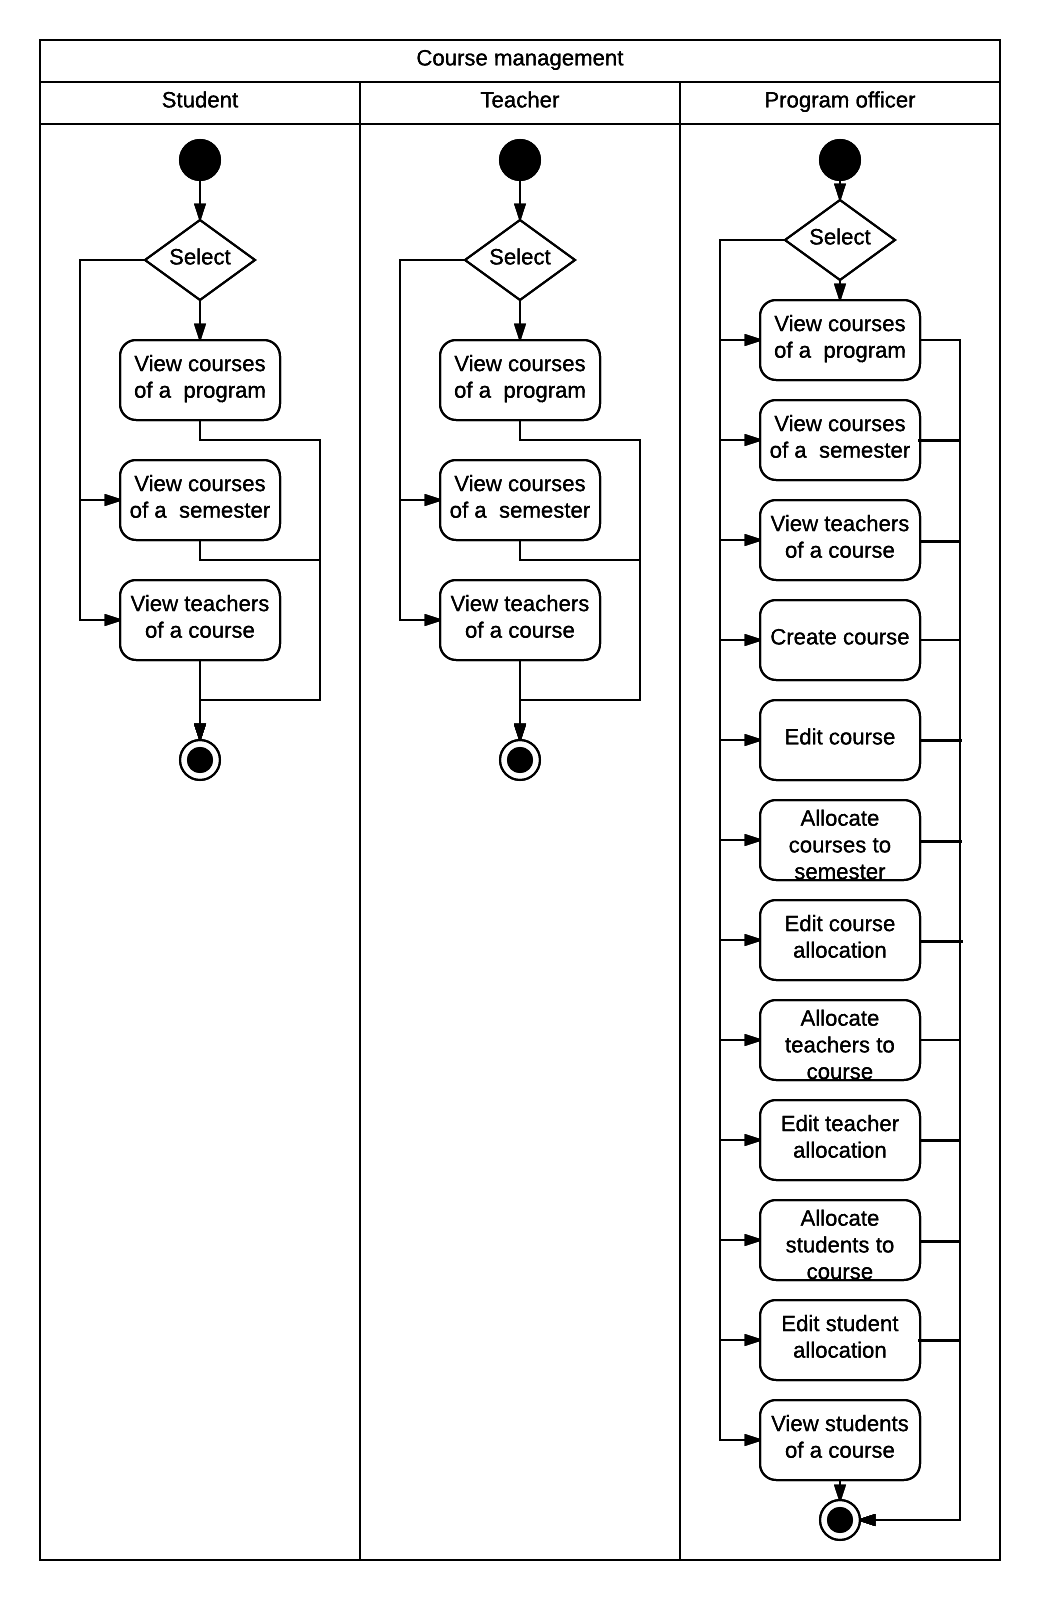 Course management
Student
Teacher
Program officer
Select
View courses
of a program
View courses
of a semester
View teachers
of a course
Select
View courses
of a program
View courses
of a semester
View teachers
of a course
Select
View courses
of a program
View courses
of a semester
View teachers
of a course
Create course
Edit course
Allocate
courses to
semester
Edit course
allocation
Allocate
teachers to
course
Edit teacher
allocation
Allocate
students to
course
Edit student
allocation
View students
of a course